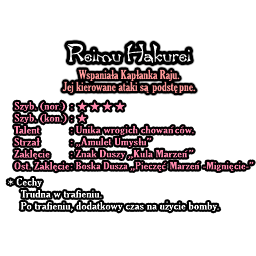 Reimu Hakurei
Wspaniała Kapłanka Raju.
Jej kierowane ataki są podstępne.
Szyb. (nor.) : ★★★★
Szyb. (kon.) : ★
Talent : Unika wrogich chowańców.
Strzał : „Amulet Umysłu”
Zaklęcie : Znak Duszy „Kula Marzeń”
Ost. Zaklęcie: Boska Dusza „Pieczęć Marzeń -Mignięcie-”
* Cechy
Trudna w trafieniu.
Po trafieniu, dodatkowy czas na użycie bomby.